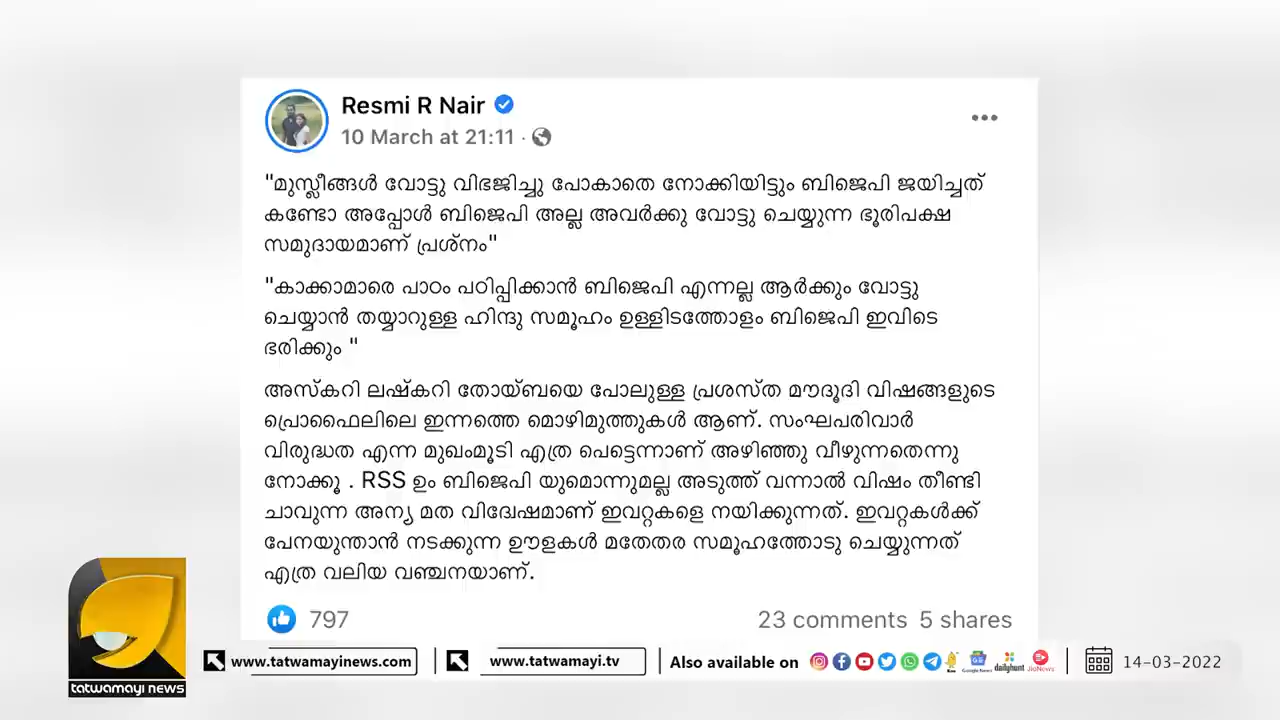 Resmi R Nair
10 March at 21:11 ·
"മുസ്ലീങ്ങൾ വോട്ടു വിഭജിച്ചു പോകാതെ നോക്കിയിട്ടും ബിജെപി ജയിച്ചത്
കണ്ടോ അപ്പോൾ ബിജെപി അല്ല അവർക്കു വോട്ടു ചെയ്യുന്ന ഭൂരിപക്ഷ
സമുദായമാണ് പ്രശ്നം"
"കാക്കാമാരെ പാഠം പഠിപ്പിക്കാൻ ബിജെപി എന്നല്ല ആർക്കും വോട്ടു
ചെയ്യാൻ തയ്യാറുള്ള ഹിന്ദു സമൂഹം ഉള്ളിടത്തോളം ബിജെപി ഇവിടെ
ഭരിക്കും "
അസ്കറി ലഷ്കറി തോയ്ബയെ പോലുള്ള പ്രശസ്ത മൗദൂദി വിഷങ്ങളുടെ
പ്രൊഫൈലിലെ ഇന്നത്തെ മൊഴിമുത്തുകൾ ആണ്. സംഘപരിവാർ
വിരുദ്ധത എന്ന മുഖംമൂടി എത്ര പെട്ടെന്നാണ് അഴിഞ്ഞു വീഴുന്നതെന്നു
നോക്കൂ . RSS ഉം ബിജെപി യുമൊന്നുമല്ല അടുത്ത് വന്നാൽ വിഷം തീണ്ടി
ചാവുന്ന അന്യ മത വിദ്വേഷമാണ് ഇവറ്റകളെ നയിക്കുന്നത്. ഇവറ്റകൾക്ക്
പേനയുന്താൻ നടക്കുന്ന ഊളകൾ മതേതര സമൂഹത്തോടു ചെയ്യുന്നത്
എത്ര വലിയ വഞ്ചനയാണ്.
797
23 comments 5 shares
tatwamayi news
www.tatwamayinews.com
www.tatwamayi.tv
Also available on
Google News
dailyhunt
JioNews
14-03-2022